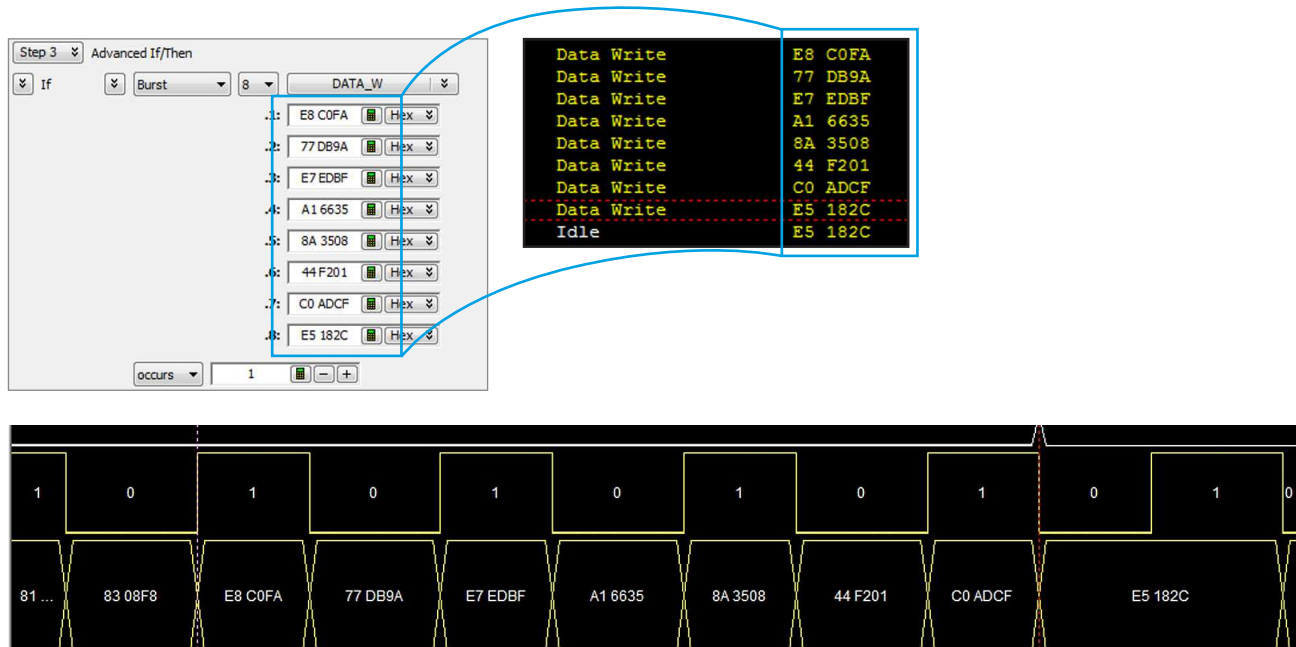 Step 3 Advanced If/Then
If Burst 8 DATA_W
.1: E8 C0FA Hex
.2: 77 DB9A Hex
.3: E7 EDBF Hex
.4: A1 6635 Hex
.5: 8A 3508 Hex
.6: 44 F201 Hex
.7: C0 ADCF Hex
.8: E5 182C Hex
occurs 1 - +
Data Write E8 C0FA
Data Write 77 DB9A
Data Write E7 EDBF
Data Write A1 6635
Data Write 8A 3508
Data Write 44 F201
Data Write C0 ADCF
Data Write E5 182C
Idle E5 182C
1 0 1 0 1 0 1 0 1 0 1 0
81 ... 83 08F8 E8 C0FA 77 DB9A E7 EDBF A1 6635 8A 3508 44 F201 C0 ADCF E5 182C